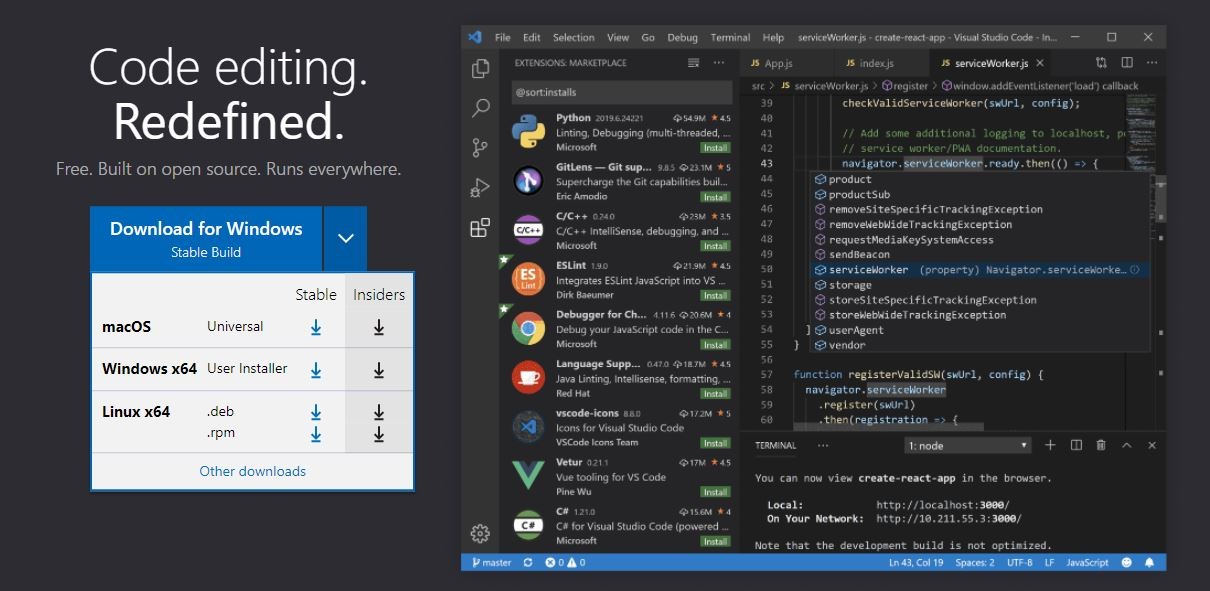 Code editing.
Redefined.
Free. Built on open source. Runs everywhere.
Download for Windows
Stable Build
Stable Insiders
macOS Universal
Windows x64 User Installer
Linux x64 .deb
.rpm
Other downloads
File Edit Selection View Go Debug Terminal Help serviceWorker.js - create-react-app - Visual Studio Code - In...
EXTENSIONS: MARKETPLACE
@sort:installs
Python 2019.6.24221 54.9M ★ 4.5
Linting, Debugging (multi-threaded, ...
Microsoft Install
GitLens — Git sup... 9.8.5 23.1M ★ 5
Supercharge the Git capabilities buil...
Eric Amodio Install
C/C++ 0.24.0 23M ★ 3.5
C/C++ IntelliSense, debugging, and ...
Microsoft Install
C/C++
ESLint 1.9.0 21.9M ★ 4.5
Integrates ESLint JavaScript into VS ...
Dirk Baeumer Install
ES
Lint
Debugger for Ch... 4.11.6 20.6M ★ 4
Debug your JavaScript code in the C...
Microsoft Install
Language Supp... 0.47.0 18.7M ★ 4.5
Java Linting, Intellisense, formatting, ...
Red Hat Install
vscode-icons 8.8.0 17.2M ★ 5
Icons for Visual Studio Code
VSCode Icons Team Install
Vetur 0.21.1 17M ★ 4.5
Vue tooling for VS Code
Pine Wu Install
C# 1.21.0 15.6M ★ 4
C# for Visual Studio Code (powered ...
Microsoft Install
C#
JS App.js JS index.js JS serviceWorker.js
src > JS serviceWorker.js > register > window.addEventListener('load') callback
39 checkValidServiceWorker(swUrl, config);
40
41 // Add some additional logging to localhost, po
42 // service worker/PWA documentation.
43 navigator.serviceWorker.ready.then(() => {
44 product
45 productSub
46 removeSiteSpecificTrackingException
47 removeWebWideTrackingException
48 requestMediaKeySystemAccess
49 sendBeacon
50 serviceWorker (property) Navigator.serviceWorke...
51 storage
52 storeSiteSpecificTrackingException
53 storeWebWideTrackingException
54 } userAgent
55 } vendor
56
57 function registerValidSW(swUrl, config) {
58 navigator.serviceWorker
59 .register(swUrl)
60 .then(registration => {
TERMINAL ... 1: node
You can now view create-react-app in the browser.
Local: http://localhost:3000/
On Your Network: http://10.211.55.3:3000/
Note that the development build is not optimized.
master 0 0 Ln 43, Col 19 Spaces: 2 UTF-8 LF JavaScript